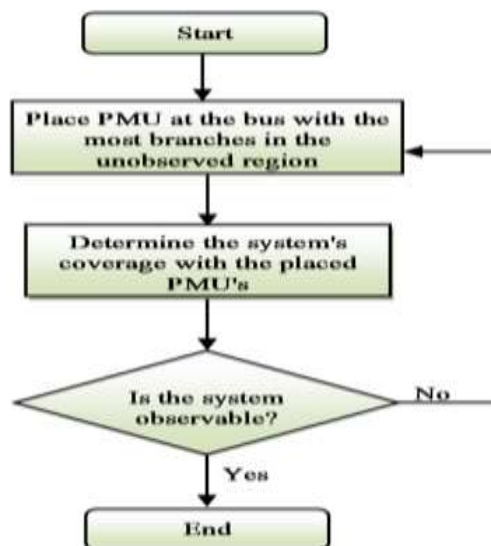 Start
Place PMU at the bus with the
most branches in the
unobserved region
Determine the system's
coverage with the placed
PMU's
Is the system
observable?
No
Yes
End